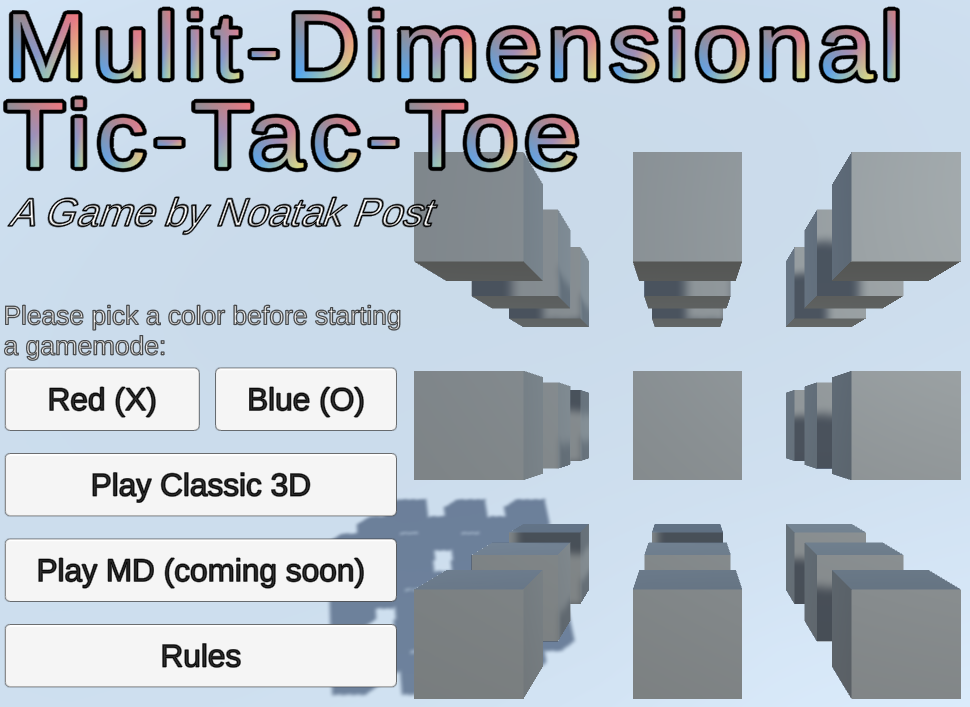 Mulit-Dimensional
Tic-Tac-Toe
A Game by Noatak Post
Please pick a color before starting
a gamemode:
Red (X)
Blue (O)
Play Classic 3D
Play MD (coming soon)
Rules